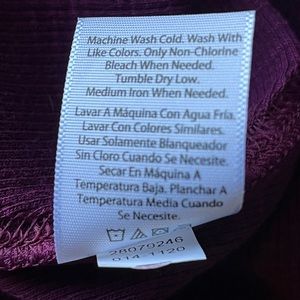 Machine Wash Cold. Wash With
Like Colors. Only Non-Chlorine
Bleach When Needed.
Tumble Dry Low.
Medium Iron When Needed.
Lavar A Máquina Con Agua Fría.
Lavar Con Colores Similares.
Usar Solamente Blanqueador
Sin Cloro Cuando Se Necesite.
Secar En Máquina A
Temperatura Baja. Planchar A
Temperatura Media Cuando
Se Necesite.
28079246
014-1120